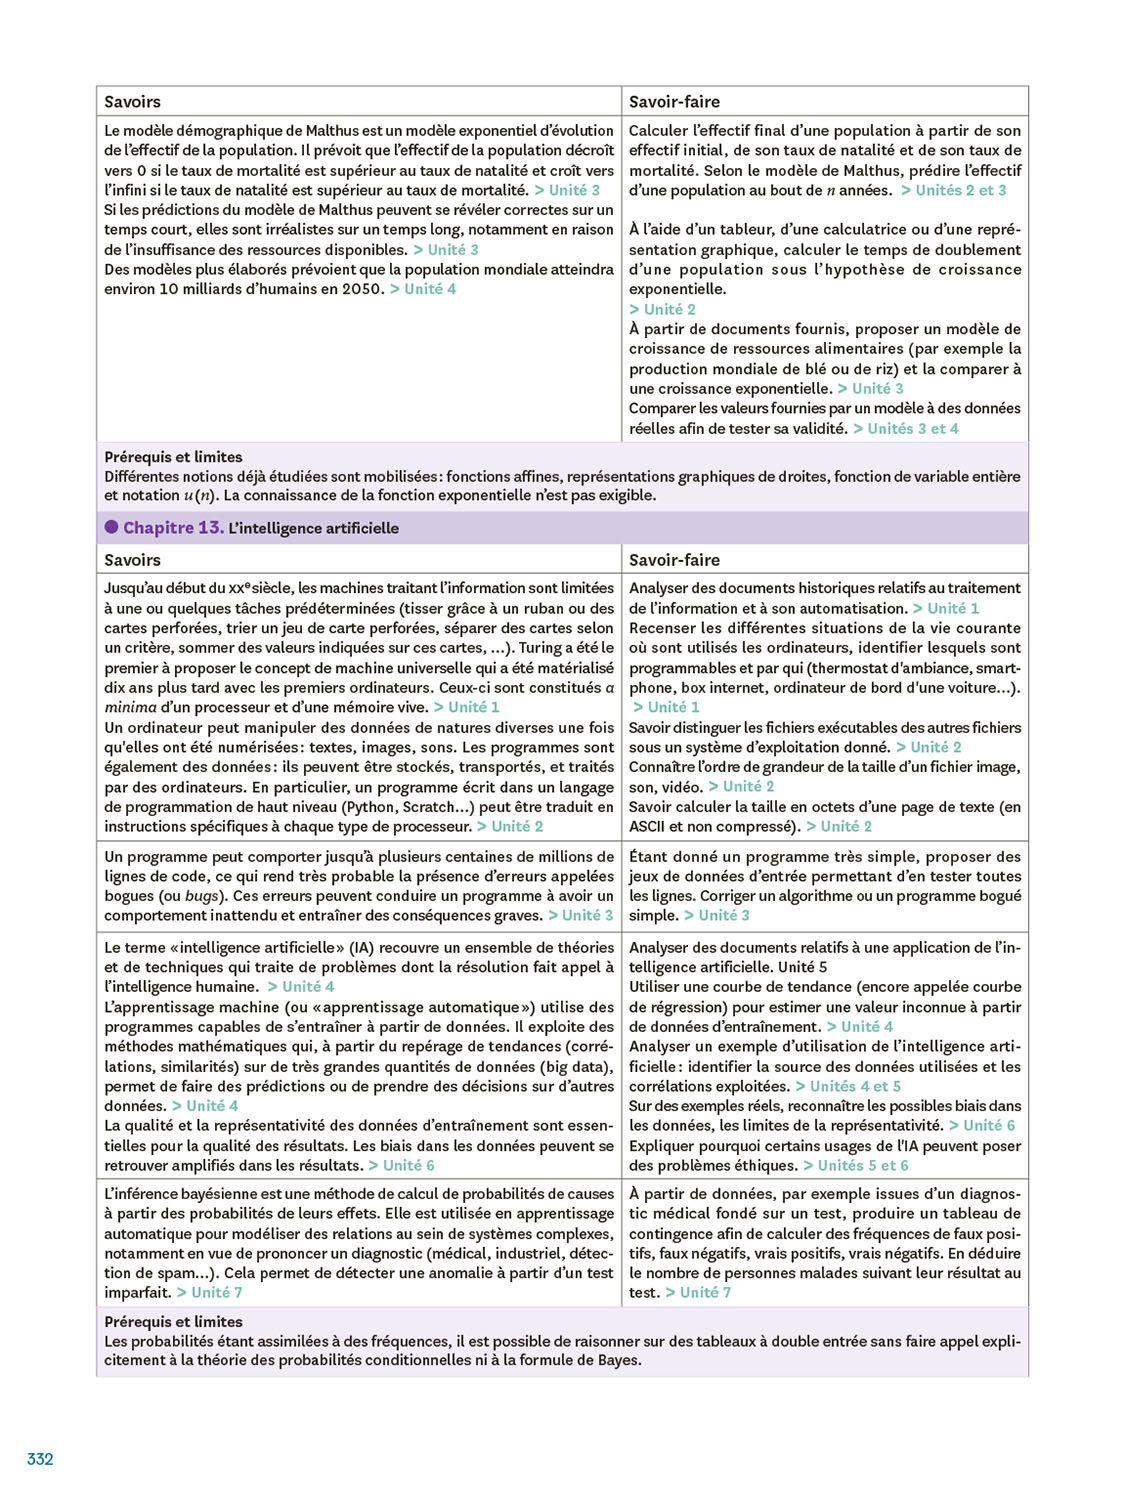 Savoirs
Le modèle démographique de Malthus est un modèle exponentiel d’évolution
de l’effectif de la population. Il prévoit que l’effectif de la population décroît
vers 0 si le taux de mortalité est supérieur au taux de natalité et croît vers
l’infini si le taux de natalité est supérieur au taux de mortalité. > Unité 3
Si les prédictions du modèle de Malthus peuvent se révéler correctes sur un
temps court, elles sont irréalistes sur un temps long, notamment en raison
de l’insuffisance des ressources disponibles. > Unité 3
Des modèles plus élaborés prévoient que la population mondiale atteindra
environ 10 milliards d’humains en 2050. > Unité 4
Savoir-faire
Calculer l’effectif final d’une population à partir de son
effectif initial, de son taux de natalité et de son taux de
mortalité. Selon le modèle de Malthus, prédire l’effectif
d’une population au bout de n années. > Unités 2 et 3
À l’aide d’un tableur, d’une calculatrice ou d’une repré-
sentation graphique, calculer le temps de doublement
d’une population sous l’hypothèse de croissance
exponentielle.
> Unité 2
À partir de documents fournis, proposer un modèle de
croissance de ressources alimentaires (par exemple la
production mondiale de blé ou de riz) et la comparer à
une croissance exponentielle. > Unité 3
Comparer les valeurs fournies par un modèle à des données
réelles afin de tester sa validité. > Unités 3 et 4
Prérequis et limites
Différentes notions déjà étudiées sont mobilisées : fonctions affines, représentations graphiques de droites, fonction de variable entière
et notation u(n). La connaissance de la fonction exponentielle n’est pas exigible.
● Chapitre 13. L’intelligence artificielle
Savoirs
Savoir-faire
Jusqu’au début du XXe siècle, les machines traitant l’information sont limitées
à une ou quelques tâches prédéterminées (tisser grâce à un ruban ou des
cartes perforées, trier un jeu de carte perforées, séparer des cartes selon
un critère, sommer des valeurs indiquées sur ces cartes, ...). Turing a été le
premier à proposer le concept de machine universelle qui a été matérialisé
dix ans plus tard avec les premiers ordinateurs. Ceux-ci sont constitués a
minima d’un processeur et d’une mémoire vive. > Unité 1
Un ordinateur peut manipuler des données de natures diverses une fois
qu'elles ont été numérisées : textes, images, sons. Les programmes sont
également des données : ils peuvent être stockés, transportés, et traités
par des ordinateurs. En particulier, un programme écrit dans un langage
de programmation de haut niveau (Python, Scratch...) peut être traduit en
instructions spécifiques à chaque type de processeur. > Unité 2
Analyser des documents historiques relatifs au traitement
de l’information et à son automatisation. > Unité 1
Recenser les différentes situations de la vie courante
où sont utilisés les ordinateurs, identifier lesquels sont
programmables et par qui (thermostat d'ambiance, smart-
phone, box internet, ordinateur de bord d'une voiture...).
> Unité 1
Savoir distinguer les fichiers exécutables des autres fichiers
sous un système d’exploitation donné. > Unité 2
Connaître l’ordre de grandeur de la taille d’un fichier image,
son, vidéo. > Unité 2
Savoir calculer la taille en octets d’une page de texte (en
ASCII et non compressé). > Unité 2
Un programme peut comporter jusqu’à plusieurs centaines de millions de
lignes de code, ce qui rend très probable la présence d’erreurs appelées
bogues (ou bugs). Ces erreurs peuvent conduire un programme à avoir un
comportement inattendu et entraîner des conséquences graves. > Unité 3
Étant donné un programme très simple, proposer des
jeux de données d’entrée permettant d’en tester toutes
les lignes. Corriger un algorithme ou un programme bogué
simple. > Unité 3
Le terme « intelligence artificielle » (IA) recouvre un ensemble de théories
et de techniques qui traite de problèmes dont la résolution fait appel à
l’intelligence humaine. > Unité 4
L’apprentissage machine (ou « apprentissage automatique ») utilise des
programmes capables de s’entraîner à partir de données. Il exploite des
méthodes mathématiques qui, à partir du repérage de tendances (corré-
lations, similarités) sur de très grandes quantités de données (big data),
permet de faire des prédictions ou de prendre des décisions sur d’autres
données. > Unité 4
La qualité et la représentativité des données d’entraînement sont essen-
tielles pour la qualité des résultats. Les biais dans les données peuvent se
retrouver amplifiés dans les résultats. > Unité 6
Analyser des documents relatifs à une application de l’in-
telligence artificielle. Unité 5
Utiliser une courbe de tendance (encore appelée courbe
de régression) pour estimer une valeur inconnue à partir
de données d’entraînement. > Unité 4
Analyser un exemple d’utilisation de l’intelligence arti-
ficielle : identifier la source des données utilisées et les
corrélations exploitées. > Unités 4 et 5
Sur des exemples réels, reconnaître les possibles biais dans
les données, les limites de la représentativité. > Unité 6
Expliquer pourquoi certains usages de l'IA peuvent poser
des problèmes éthiques. > Unités 5 et 6
L’inférence bayésienne est une méthode de calcul de probabilités de causes
à partir des probabilités de leurs effets. Elle est utilisée en apprentissage
automatique pour modéliser des relations au sein de systèmes complexes,
notamment en vue de prononcer un diagnostic (médical, industriel, détec-
tion de spam...). Cela permet de détecter une anomalie à partir d’un test
imparfait. > Unité 7
À partir de données, par exemple issues d’un diagnos-
tic médical fondé sur un test, produire un tableau de
contingence afin de calculer des fréquences de faux posi-
tifs, faux négatifs, vrais positifs, vrais négatifs. En déduire
le nombre de personnes malades suivant leur résultat au
test. > Unité 7
Prérequis et limites
Les probabilités étant assimilées à des fréquences, il est possible de raisonner sur des tableaux à double entrée sans faire appel expli-
citement à la théorie des probabilités conditionnelles ni à la formule de Bayes.
332